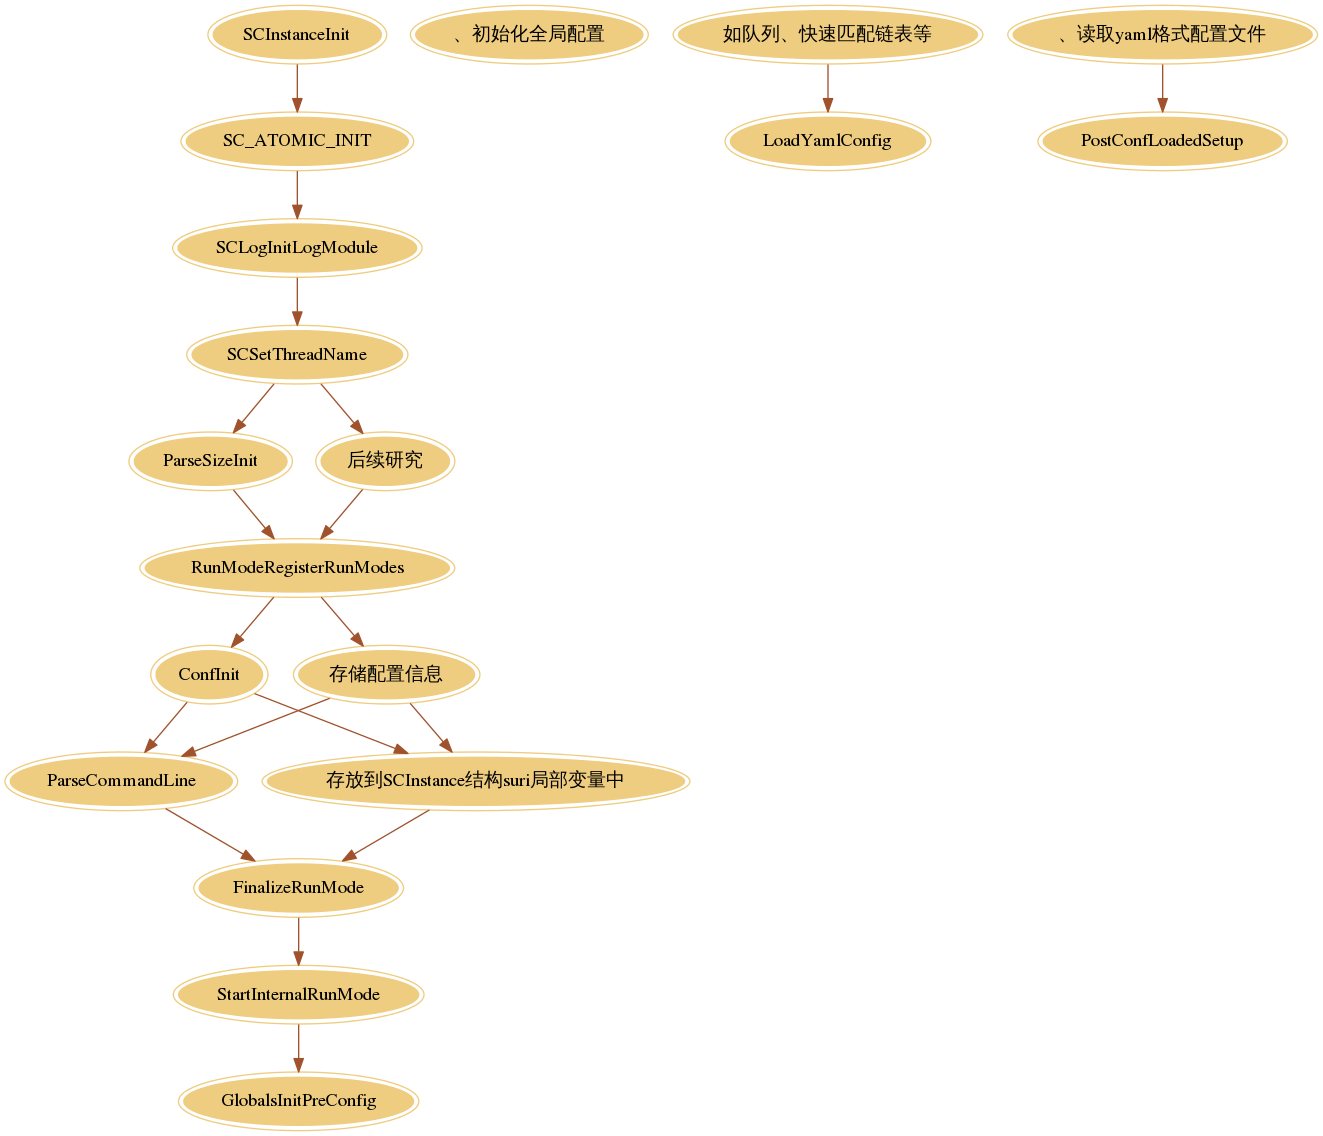 SCInstanceInit
、初始化全局配置
如队列、快速匹配链表等
、读取yaml格式配置文件
SC_ATOMIC_INIT
LoadYamlConfig
PostConfLoadedSetup
SCLogInitLogModule
SCSetThreadName
ParseSizeInit
后续研究
RunModeRegisterRunModes
ConfInit
存储配置信息
ParseCommandLine
存放到SCInstance结构suri局部变量中
FinalizeRunMode
StartInternalRunMode
GlobalsInitPreConfig